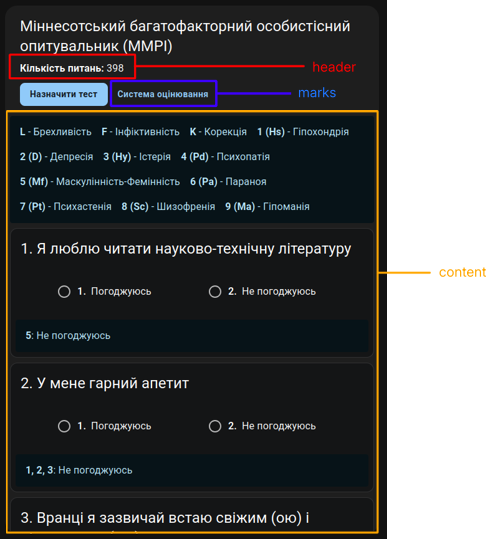 Міннесотський багатофакторний особистісний
опитувальник (MMPI)
Кількість питань: 398
header
Назначити тест
Система оцінювання
marks
L - Брехливість F - Інфіктивність K - Корекція 1 (Hs) - Гіпохондрія
2 (D) - Депресія 3 (Hy) - Істерія 4 (Pd) - Психопатія
5 (Mf) - Маскулінність-Фемінність 6 (Pa) - Параноя
7 (Pt) - Психастенія 8 (Sc) - Шизофренія 9 (Ma) - Гіпоманія
1. Я люблю читати науково-технічну літературу
content
1. Погоджуюсь
2. Не погоджуюсь
5: Не погоджуюсь
2. У мене гарний апетит
1. Погоджуюсь
2. Не погоджуюсь
1, 2, 3: Не погоджуюсь
3. Вранці я зазвичай встаю свіжим (ою) і